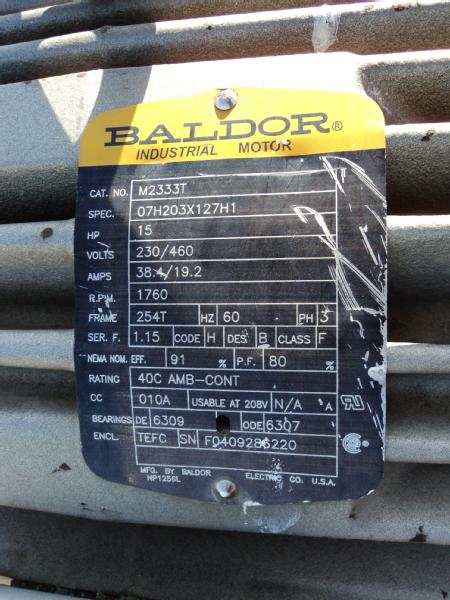 BALDOR®
INDUSTRIAL MOTOR
CAT. NO. M2333T
SPEC. 07H203X127H1
HP 15
VOLTS 230/460
AMPS 38.4/19.2
R.P.M. 1760
FRAME 254T HZ 60 PH 3
SER. F. 1.15 CODE H DES B CLASS F
NEMA NOM. EFF. 91 % P.F. 80 %
RATING 40C AMB-CONT
CC 010A USABLE AT 208V N/A A
BEARINGS DE 6309 ODE 6307
ENCL. TEFC SN F0409286220
MFG. BY BALDOR ELECTRIC CO. U.S.A.
NP1256L